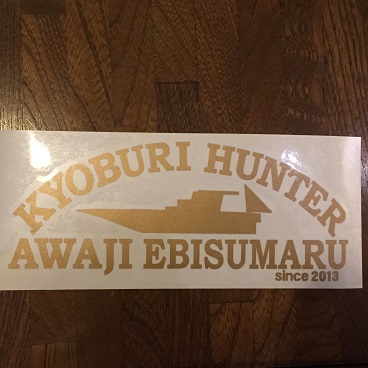 KYOBURI HUNTER
AWAJI EBISUMARU
since 2013